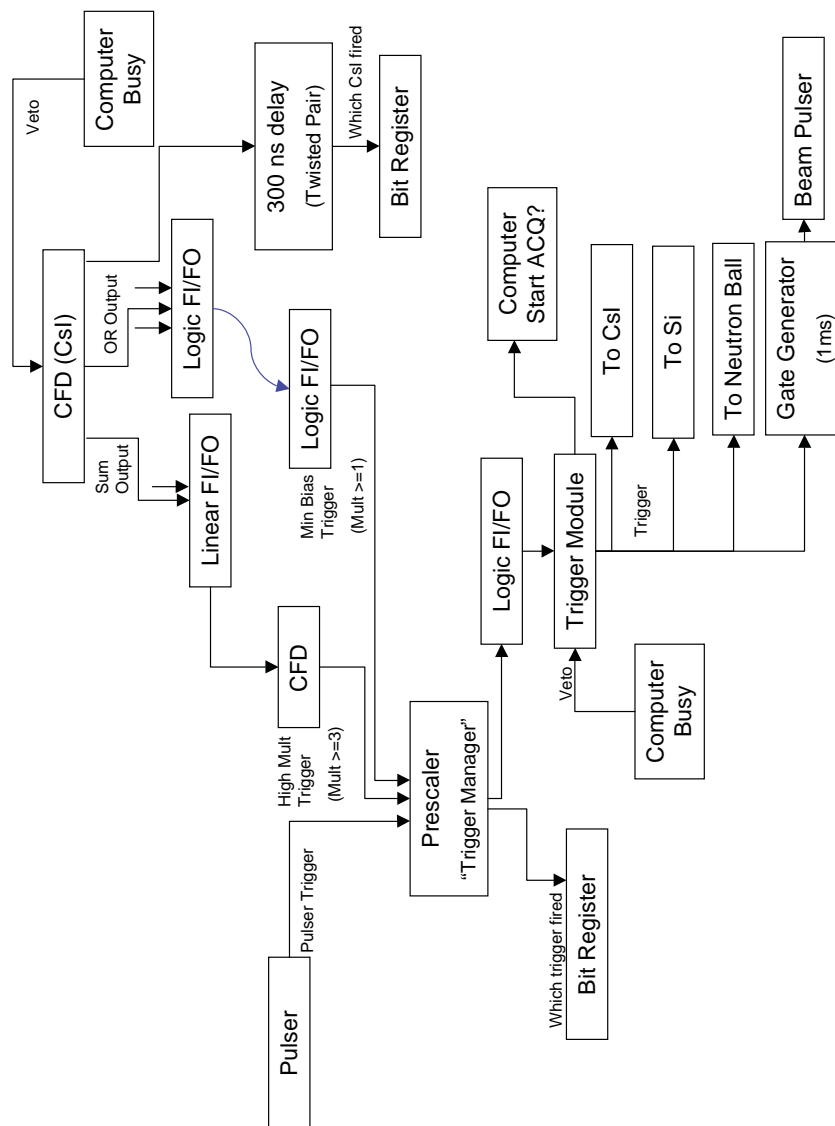 Veto
Computer
Busy
CFD (CsI)
Sum
Output
OR Output
Linear FI/FO
Logic FI/FO
300 ns delay
(Twisted Pair)
Which CsI fired
Bit Register
Min Bias
Trigger
(Mult >=1)
Logic FI/FO
High Mult
Trigger
(Mult >=3)
CFD
Pulser
Pulser Trigger
Prescaler
“Trigger Manager”
Which trigger fired
Bit Register
Logic FI/FO
Computer
Busy
Veto
Trigger Module
Computer
Start ACQ?
Trigger
To CsI
To Si
To Neutron Ball
Gate Generator
(1ms)
Beam Pulser